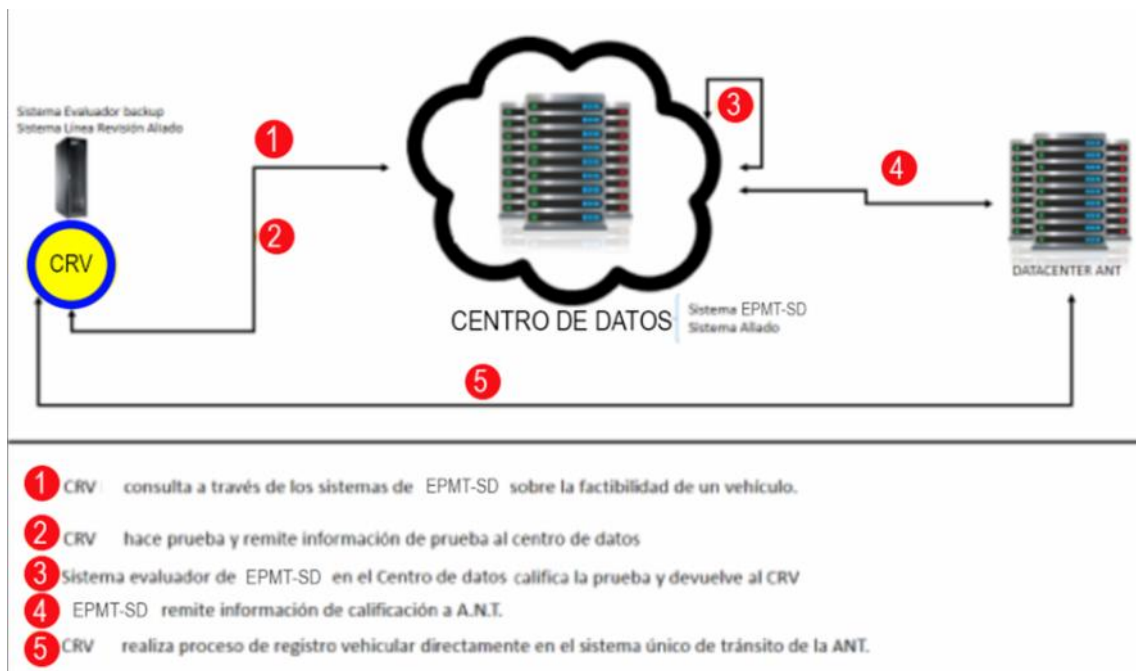 Sistema Evaluador backup
Sistema Línea Revisión Aliado
1
3
4
2
CRV
DATACENTER ANT
CENTRO DE DATOS
Sistema EPMT-SD
Sistema Aliado
5
1 CRV consulta a través de los sistemas de EPMT-SD sobre la factibilidad de un vehículo.
2 CRV hace prueba y remite información de prueba al centro de datos
3 Sistema evaluador de EPMT-SD en el Centro de datos califica la prueba y devuelve al CRV
4 EPMT-SD remite información de calificación a A.N.T.
5 CRV realiza proceso de registro vehicular directamente en el sistema único de tránsito de la ANT.